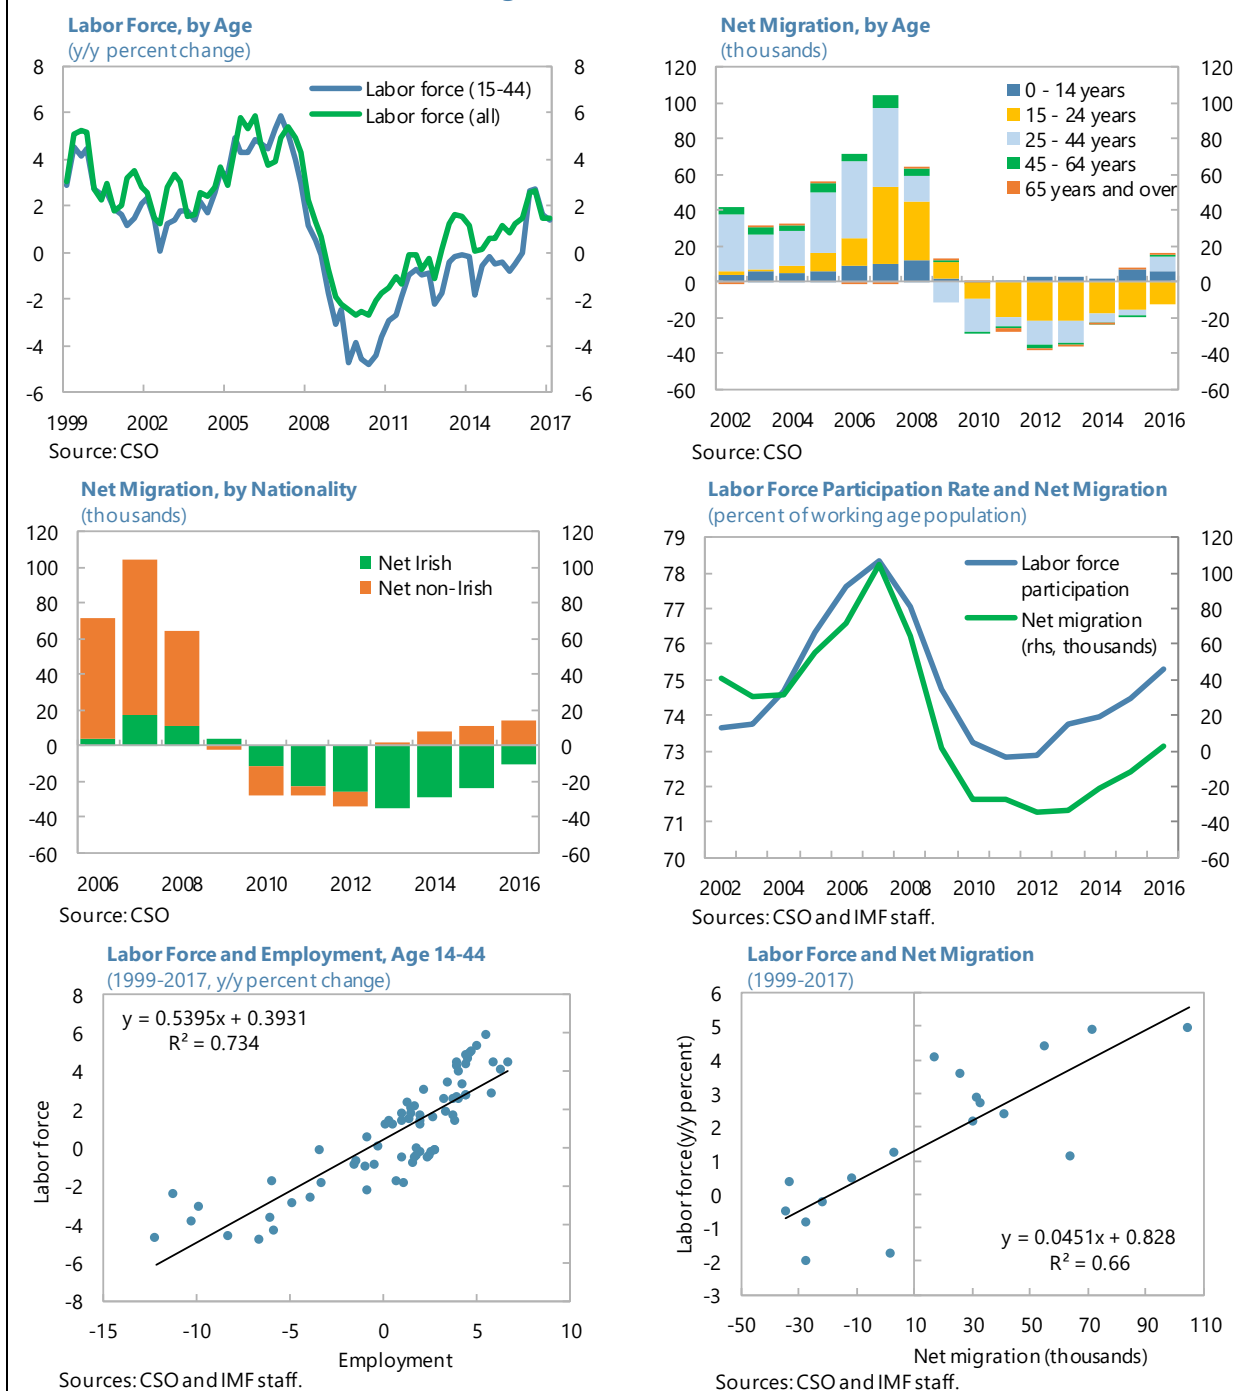 Labor Force, by Age
(y/y percent change)
8
6
4
2
0
-2
-4
-6
8
6
4
2
0
-2
-4
-6
Labor force (15-44)
Labor force (all)
1999 2002 2005 2008 2011 2014 2017
Source: CSO
Net Migration, by Age
(thousands)
120
100
80
60
40
20
0
-20
-40
-60
120
100
80
60
40
20
0
-20
-40
-60
0 - 14 years
15 - 24 years
25 - 44 years
45 - 64 years
65 years and over
2002 2004 2006 2008 2010 2012 2014 2016
Source: CSO
Net Migration, by Nationality
(thousands)
120
100
80
60
40
20
0
-20
-40
-60
120
100
80
60
40
20
0
-20
-40
-60
Net Irish
Net non-Irish
2006 2008 2010 2012 2014 2016
Source: CSO
Labor Force Participation Rate and Net Migration
(percent of working age population)
79
78
77
76
75
74
73
72
71
70
120
100
80
60
40
20
0
-20
-40
-60
Labor force
participation
Net migration
(rhs, thousands)
2002 2004 2006 2008 2010 2012 2014 2016
Sources: CSO and IMF staff.
Labor Force and Employment, Age 14-44
(1999-2017, y/y percent change)
8
6
4
2
0
-2
-4
-6
-8
Labor force
y = 0.5395x + 0.3931
R² = 0.734
-15 -10 -5 0 5 10
Employment
Sources: CSO and IMF staff.
Labor Force and Net Migration
(1999-2017)
6
5
4
3
2
1
0
-1
-2
-3
Labor force (y/y percent)
y = 0.0451x + 0.828
R² = 0.66
-50 -30 -10 10 30 50 70 90 110
Net migration (thousands)
Sources: CSO and IMF staff.